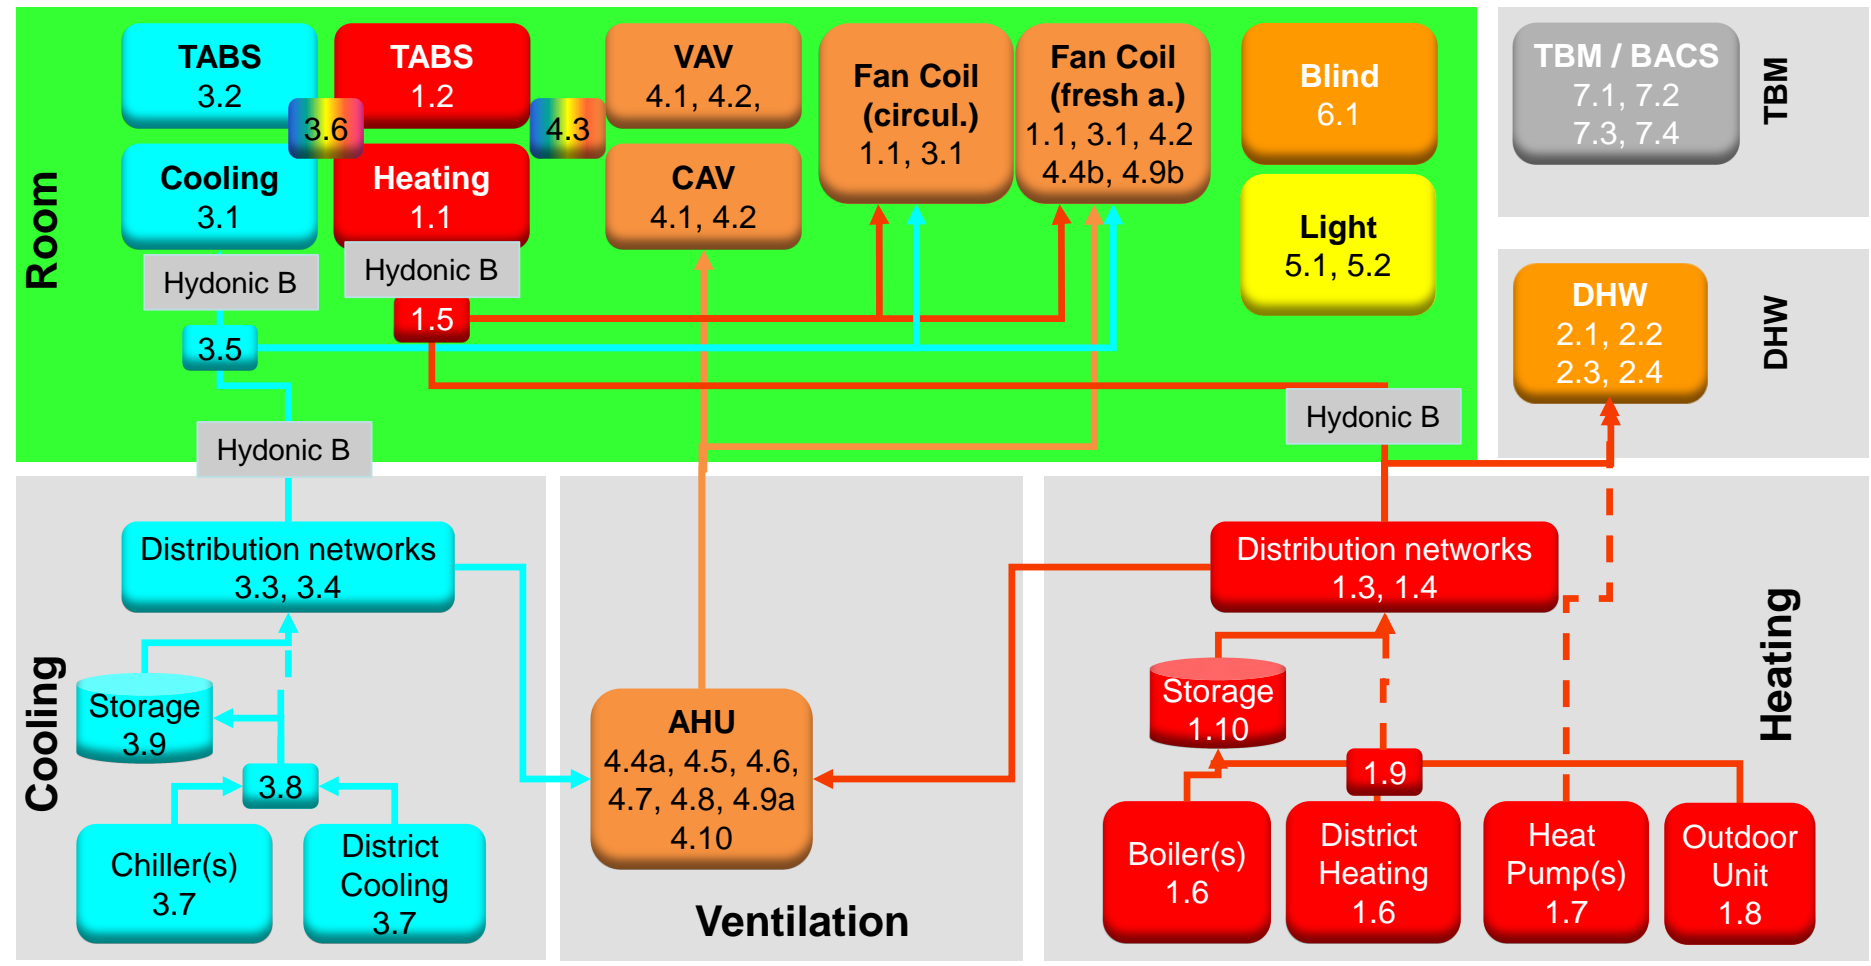 Room
TABS
3.2
TABS
1.2
3.6
4.3
VAV
4.1, 4.2,
Cooling
3.1
Heating
1.1
CAV
4.1, 4.2
Fan Coil
(circul.)
1.1, 3.1
Fan Coil
(fresh a.)
1.1, 3.1, 4.2
4.4b, 4.9b
Blind
6.1
Light
5.1, 5.2
Hydonic B
Hydonic B
1.5
3.5
Hydonic B
Hydonic B
TBM / BACS
7.1, 7.2
7.3, 7.4
TBM
DHW
2.1, 2.2
2.3, 2.4
DHW
Cooling
Distribution networks
3.3, 3.4
Storage
3.9
3.8
Chiller(s)
3.7
District
Cooling
3.7
AHU
4.4a, 4.5, 4.6,
4.7, 4.8, 4.9a
4.10
Ventilation
Distribution networks
1.3, 1.4
Storage
1.10
1.9
Boiler(s)
1.6
District
Heating
1.6
Heat
Pump(s)
1.7
Outdoor
Unit
1.8
Heating